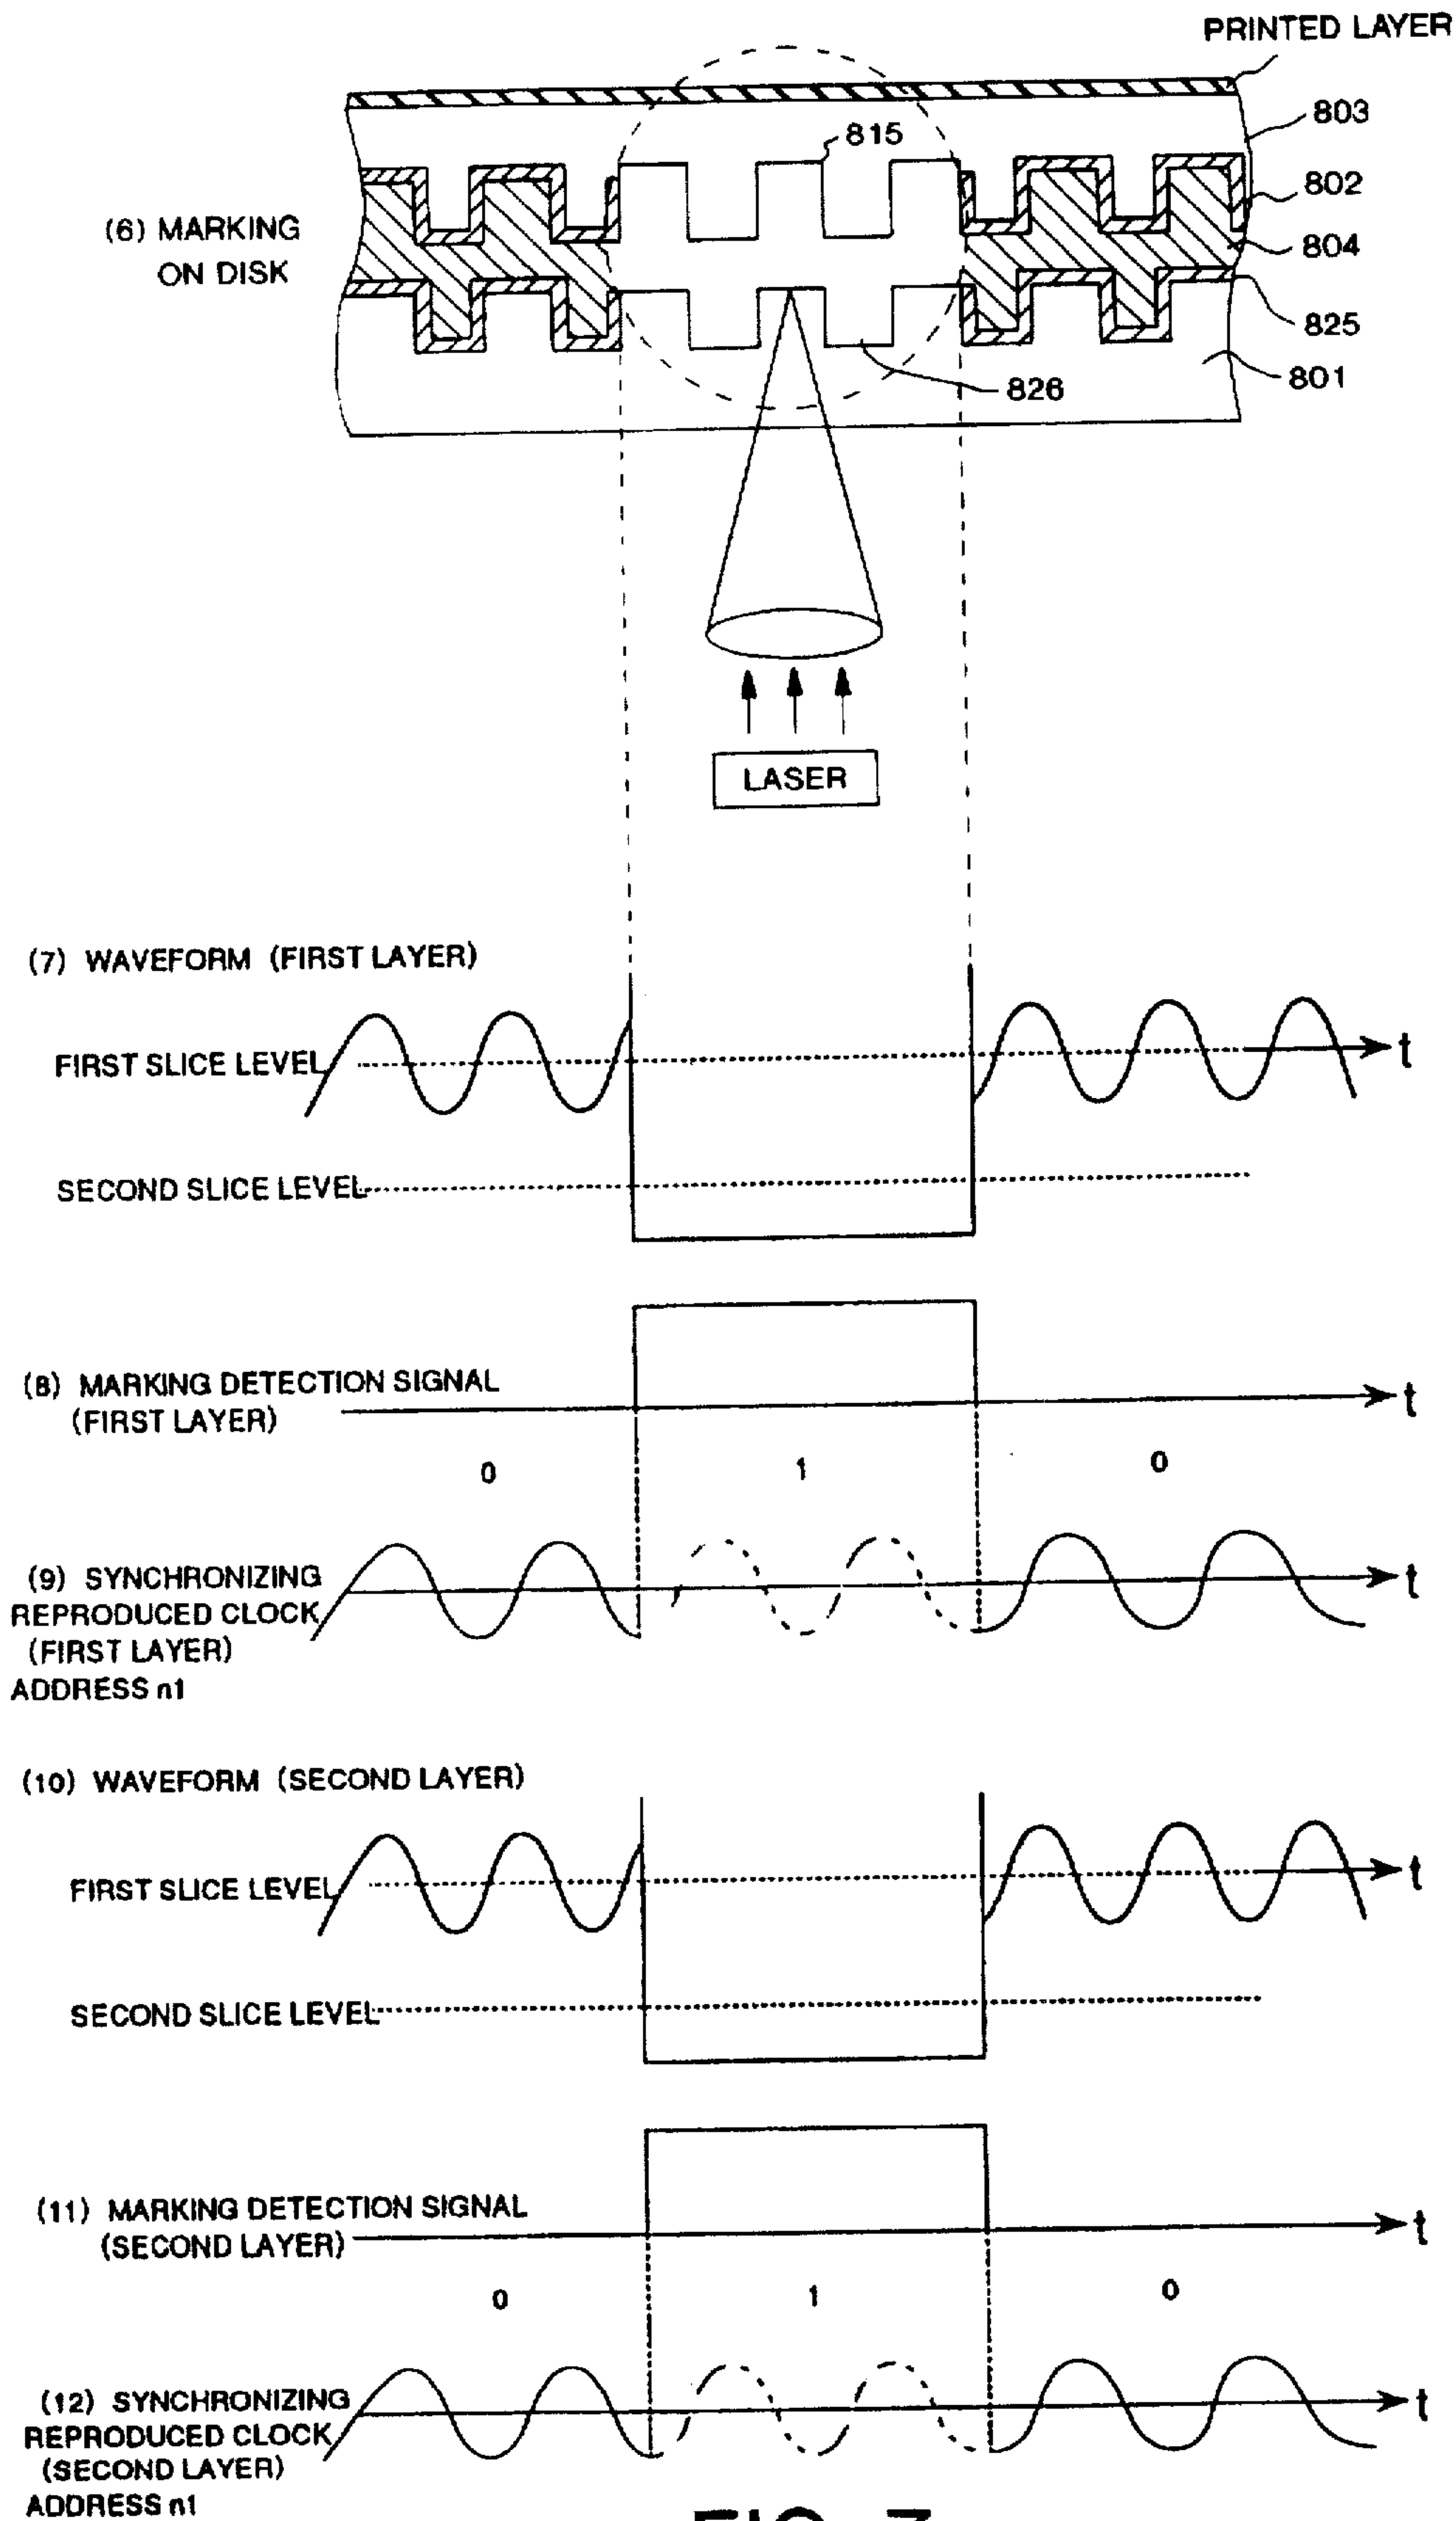 PRINTED LAYER
803
815
802
(6) MARKING
ON DISK
804
825
801
826
LASER
(7) WAVEFORM (FIRST LAYER)
FIRST SLICE LEVEL
t
SECOND SLICE LEVEL
(8) MARKING DETECTION SIGNAL
(FIRST LAYER)
t
0 1 0
(9) SYNCHRONIZING
REPRODUCED CLOCK
(FIRST LAYER)
ADDRESS n1
t
(10) WAVEFORM (SECOND LAYER)
FIRST SLICE LEVEL
t
SECOND SLICE LEVEL
(11) MARKING DETECTION SIGNAL
(SECOND LAYER)
t
0 1 0
(12) SYNCHRONIZING
REPRODUCED CLOCK
(SECOND LAYER)
ADDRESS n1
t